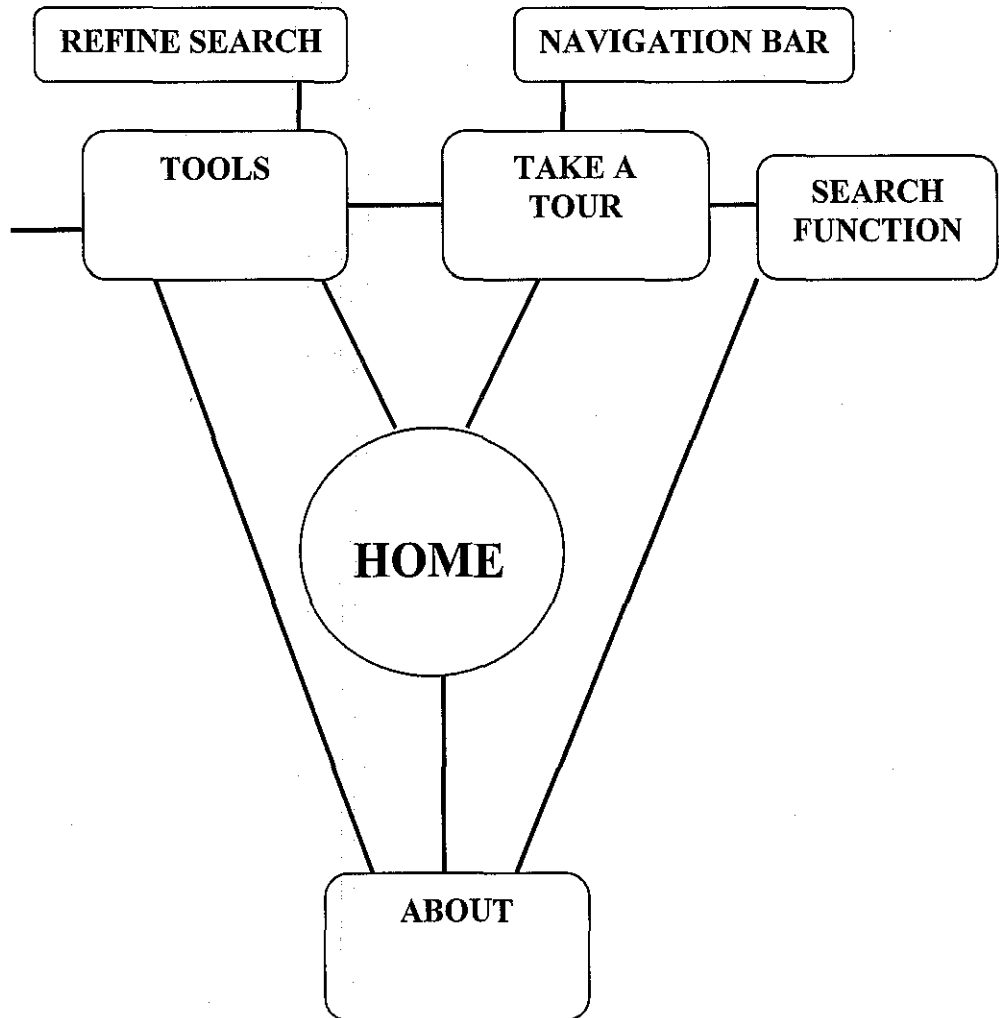 REFINE SEARCH
NAVIGATION BAR
TOOLS
TAKE A
TOUR
SEARCH
FUNCTION
HOME
ABOUT